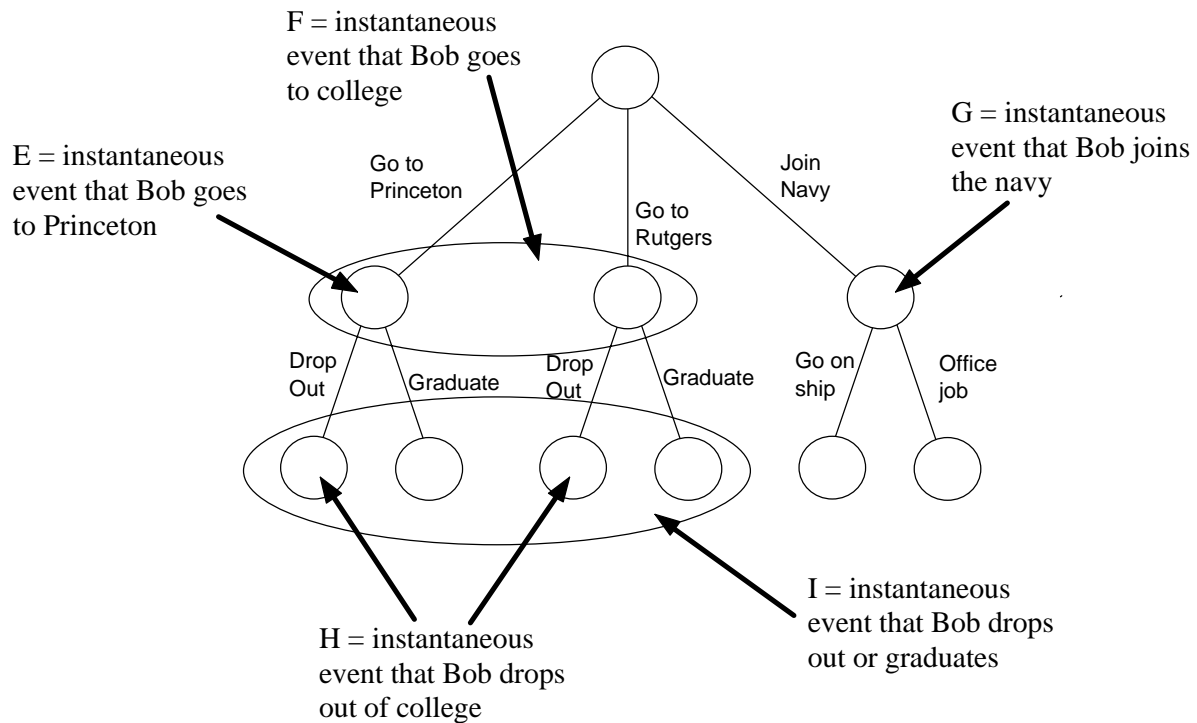 F = instantaneous
event that Bob goes
to college
G = instantaneous
event that Bob joins
the navy
E = instantaneous
event that Bob goes
to Princeton
Go to
Princeton
Go to
Rutgers
Join
Navy
Drop
Out
Graduate
Drop
Out
Graduate
Go on
ship
Office
job
H = instantaneous
event that Bob drops
out of college
I = instantaneous
event that Bob drops
out or graduates